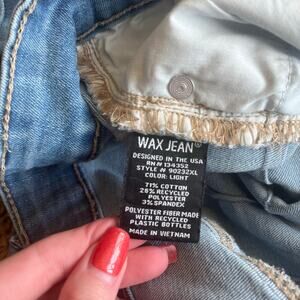 WAX JEAN®
DESIGNED IN THE USA
RN# 134352
STYLE # 90232XL
COLOR: LIGHT
71% COTTON
26% RECYCLED
POLYESTER
3% SPANDEX
POLYESTER FIBER MADE
WITH RECYCLED
PLASTIC BOTTLES
MADE IN VIETNAM